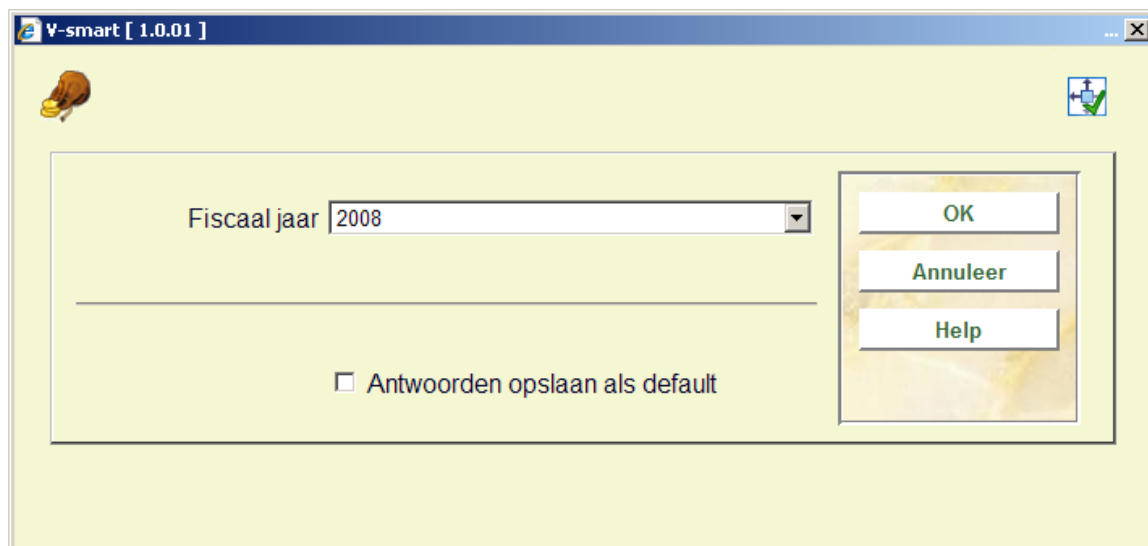 V-smart [ 1.0.01 ]
...
Fiscaal jaar 2008
OK
Annuleer
Help
Antwoorden opslaan als default